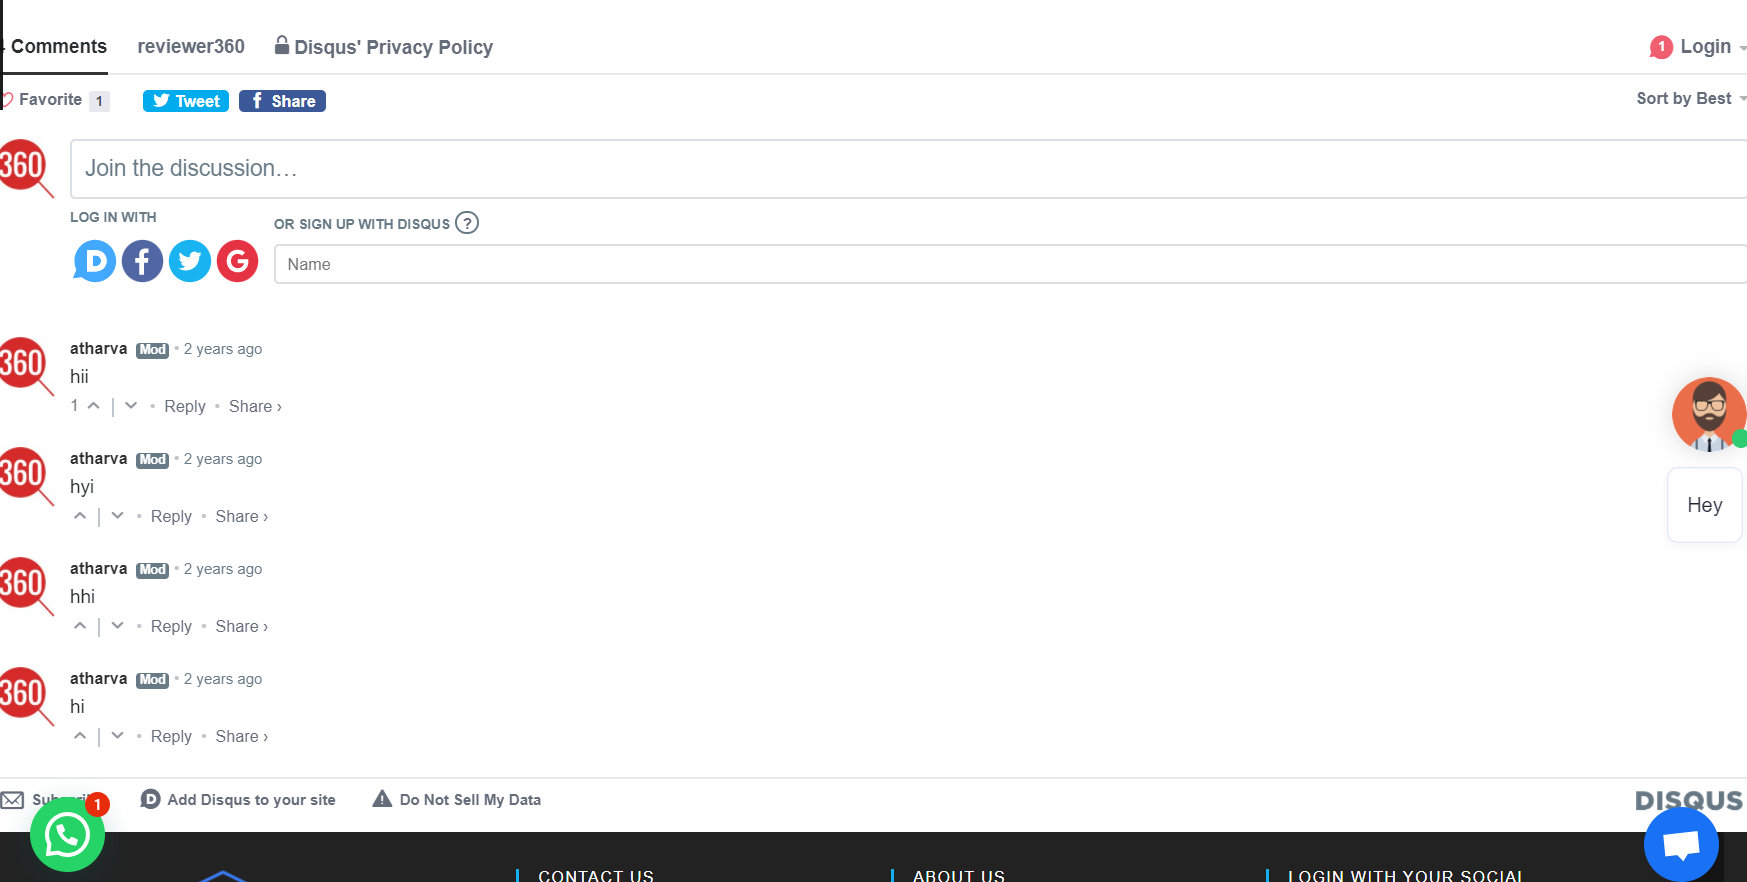 Comments reviewer360 Disqus' Privacy Policy 1 Login
Favorite 1 Tweet Share Sort by Best
360 Join the discussion…
LOG IN WITH OR SIGN UP WITH DISQUS ?
Name
360 atharva Mod • 2 years ago
hii
1 • Reply • Share ›
360 atharva Mod • 2 years ago
hyi
• Reply • Share ›
Hey
360 atharva Mod • 2 years ago
hhi
• Reply • Share ›
360 atharva Mod • 2 years ago
hi
• Reply • Share ›
1 Add Disqus to your site Do Not Sell My Data DISQUS
CONTACT US ABOUT US LOGIN WITH YOUR SOCIAL